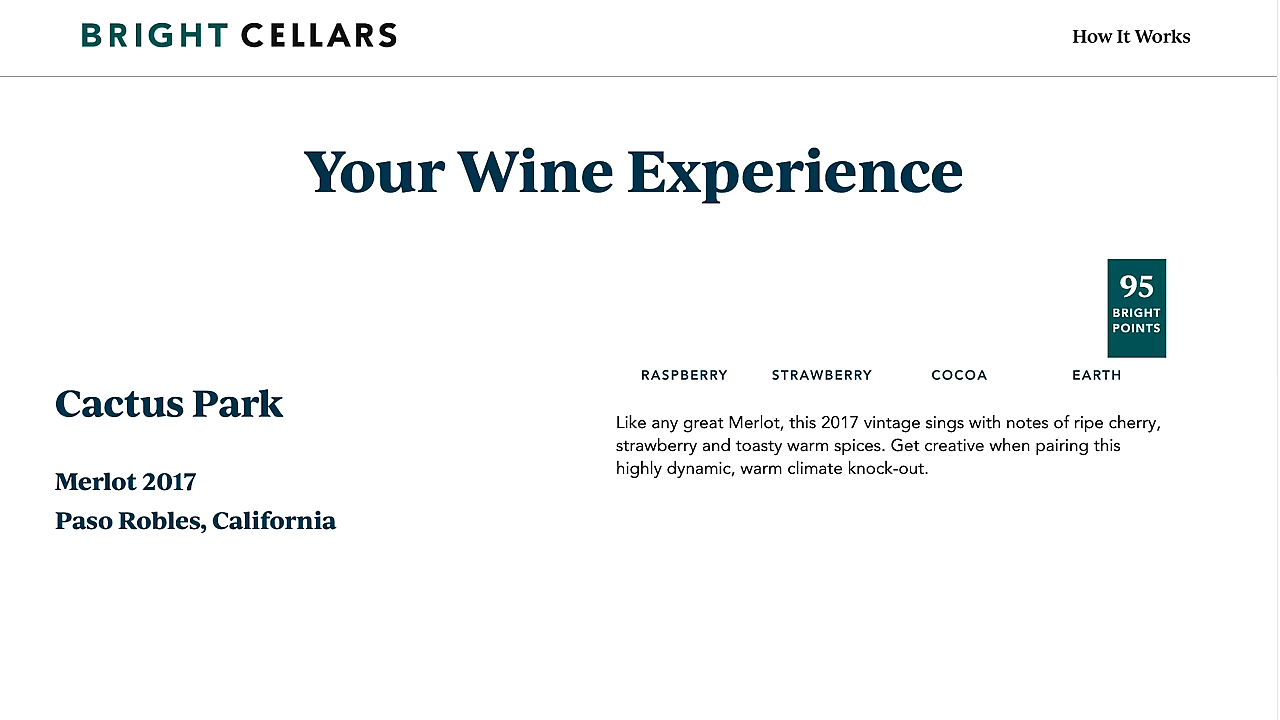 BRIGHT CELLARS
How It Works
Your Wine Experience
95
BRIGHT
POINTS
RASPBERRY STRAWBERRY COCOA EARTH
Cactus Park
Merlot 2017
Paso Robles, California
Like any great Merlot, this 2017 vintage sings with notes of ripe cherry,
strawberry and toasty warm spices. Get creative when pairing this
highly dynamic, warm climate knock-out.